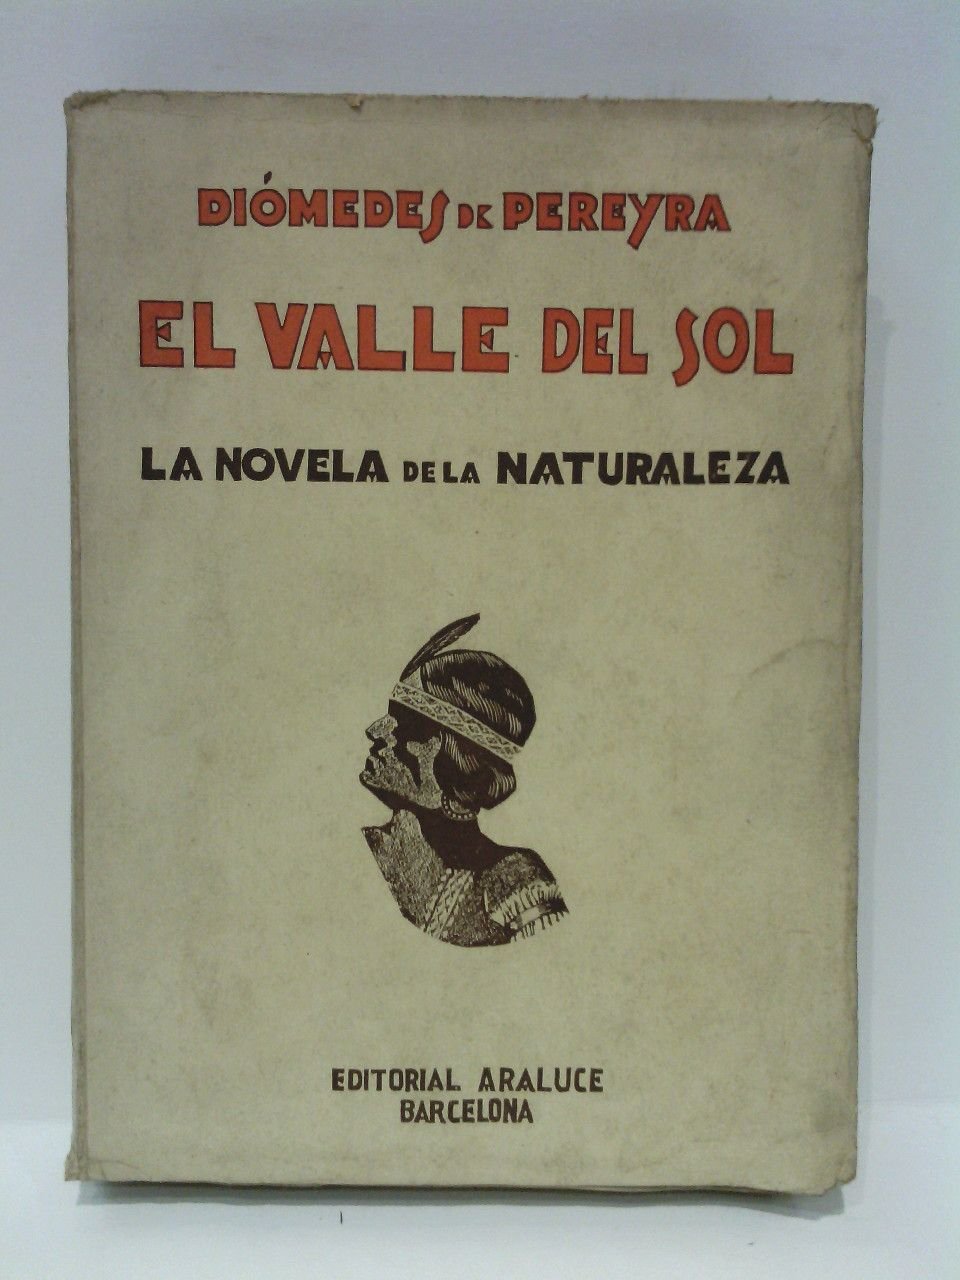 DIÓMEDES DE PEREYRA
EL VALLE DEL SOL
LA NOVELA DE LA NATURALEZA
EDITORIAL ARALUCE
BARCELONA